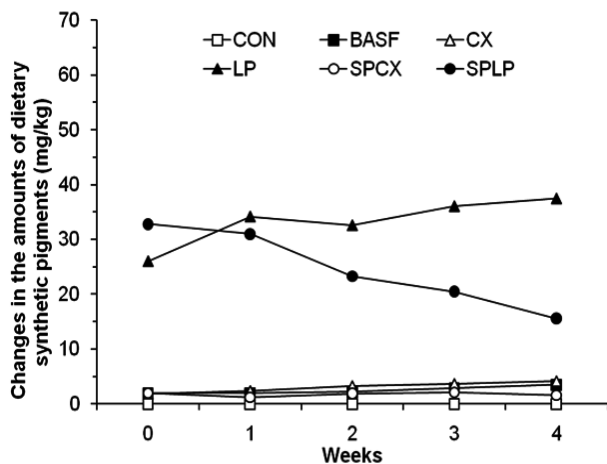 70
60
50
40
30
20
10
0
Changes in the amounts of dietary
synthetic pigments (mg/kg)
CON BASF CX
LP SPCX SPLP
0 1 2 3 4
Weeks